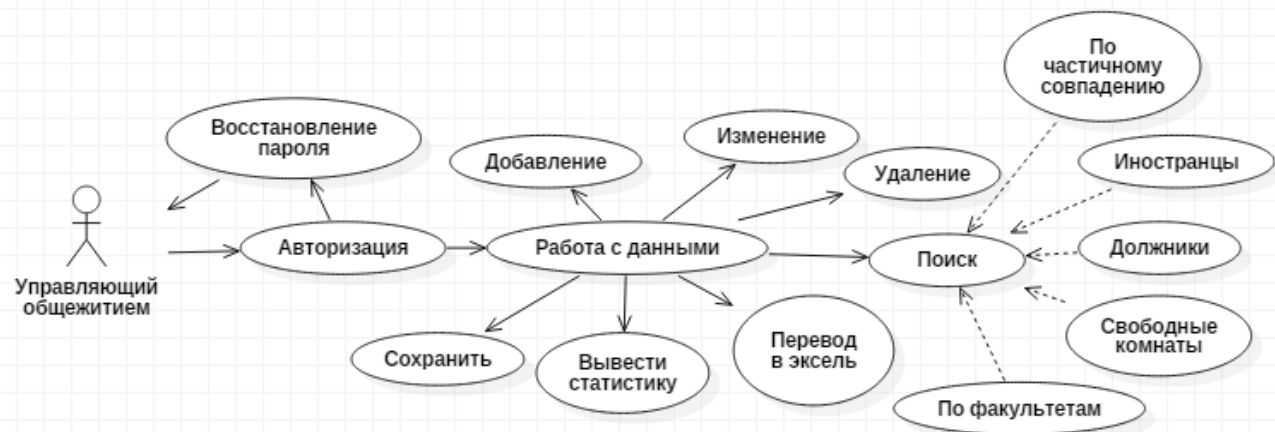 По
частичному
совпадению
Восстановление
пароля
Добавление
Изменение
Удаление
Иностранцы
Управляющий
общежитием
Авторизация
Работа с данными
Поиск
Должники
Сохранить
Вывести
статистику
Перевод
в эксель
Свободные
комнаты
По факультетам